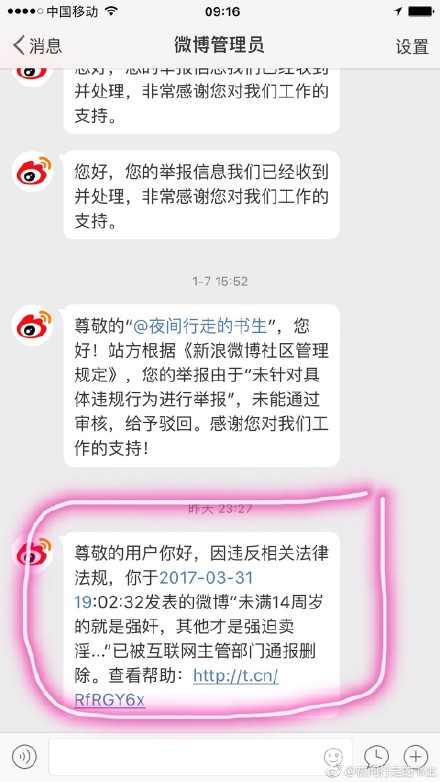 中国移动 09:16
消息 微博管理员 设置
您好，您的举报信息我们已经收到
并处理，非常感谢您对我们工作的
支持。
您好，您的举报信息我们已经收到
并处理，非常感谢您对我们工作的
支持。
1-7 15:52
尊敬的“@夜间行走的书生”，您
好！站方根据《新浪微博社区管理
规定》，您的举报由于“未针对具
体违规行为进行举报”，未能通过
审核，给予驳回。感谢您对我们工
作的支持！
昨天 23:27
尊敬的用户你好，因违反相关法律
法规，你于2017-03-31
19:02:32发表的微博“未满14周岁
的就是强奸，其他才是强迫卖
淫...”已被互联网主管部门通报删
除。查看帮助：http://t.cn/
RfRGY6x
@夜间行走的书生